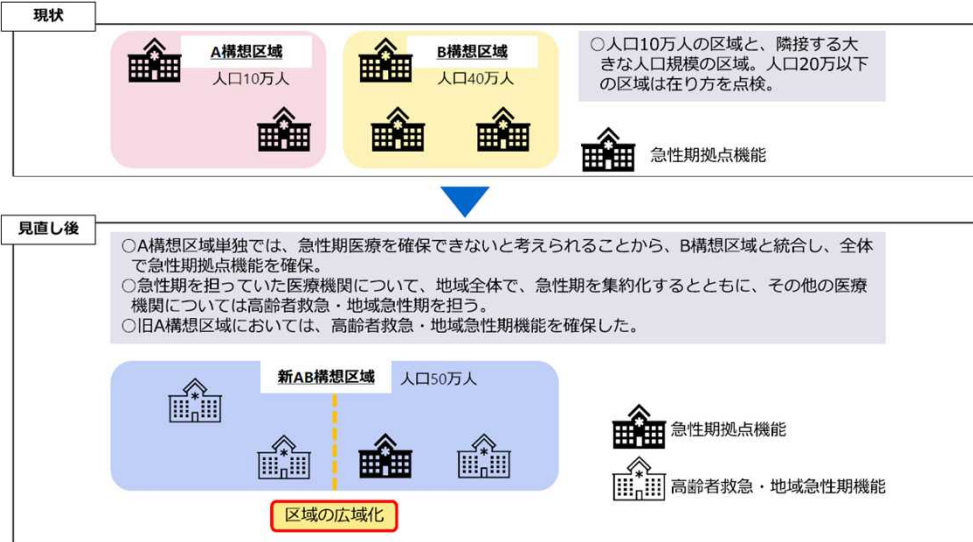 現状
A構想区域
人口10万人
B構想区域
人口40万人
○人口10万人の区域と、隣接する大
きな人口規模の区域。人口20万以下
の区域は在り方を点検。
急性期拠点機能
見直し後
○A構想区域単独では、急性期医療を確保できないと考えられることから、B構想区域と統合し、全体
で急性期拠点機能を確保。
○急性期を担っていた医療機関について、地域全体で、急性期を集約化するとともに、その他の医療
機関については高齢者救急・地域急性期を担う。
○旧A構想区域においては、高齢者救急・地域急性期機能を確保した。
新AB構想区域
人口50万人
急性期拠点機能
高齢者救急・地域急性期機能
区域の広域化